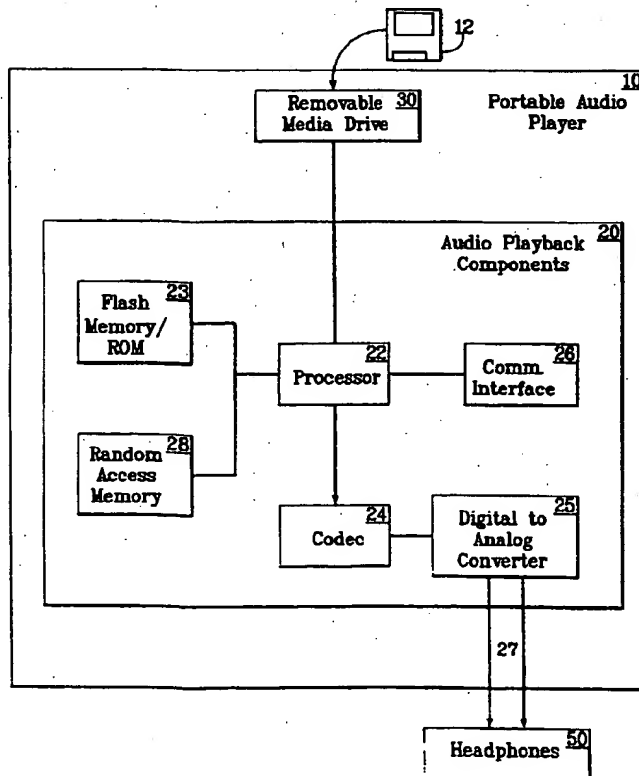 12
10
Portable Audio
Player
30
Removable
Media Drive
20
Audio Playback
Components
23
Flash
Memory/
ROM
22
Processor
26
Comm.
Interface
28
Random
Access
Memory
24
Codec
25
Digital to
Analog
Converter
27
50
Headphones